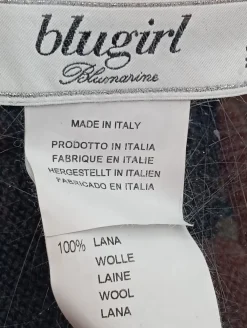 blugirl
Blumarine
MADE IN ITALY
PRODOTTO IN ITALIA
FABRIQUE EN ITALIE
HERGESTELLT IN ITALIEN
FABRICADO EN ITALIA
100% LANA
WOLLE
LAINE
WOOL
LANA